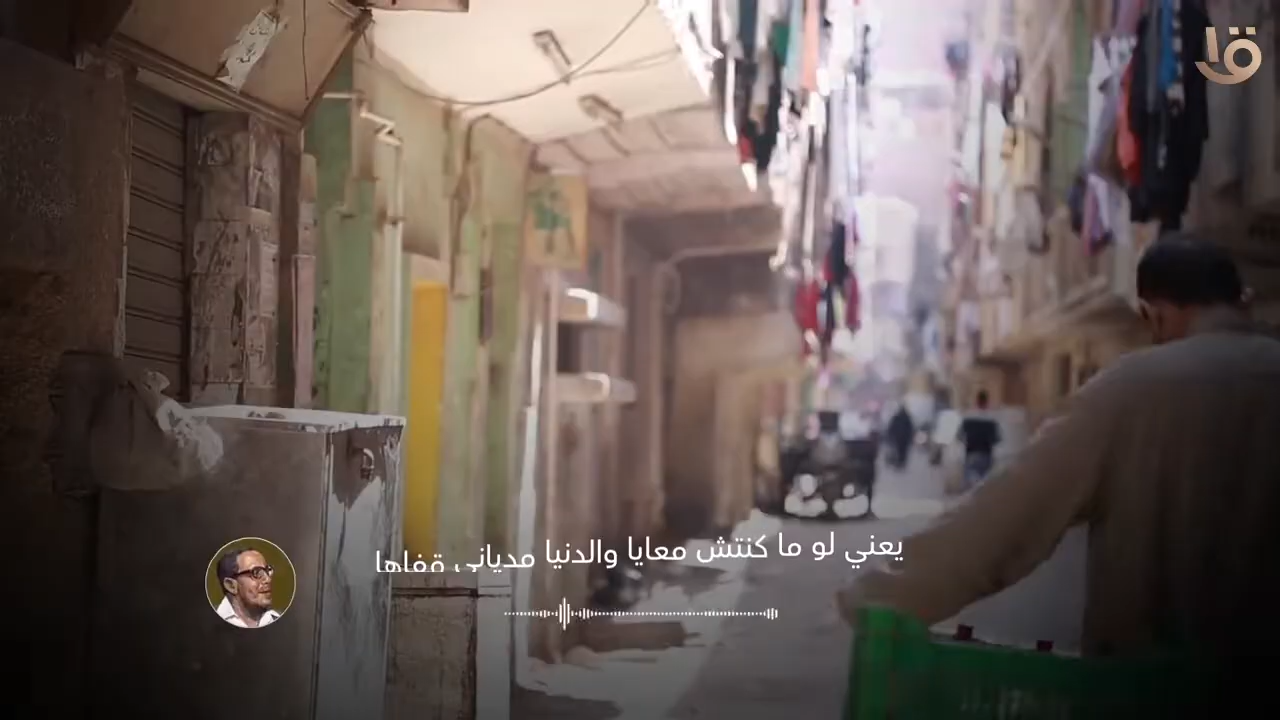 يعني لو ما كنتش معايا والدنيا مدياني قفاها